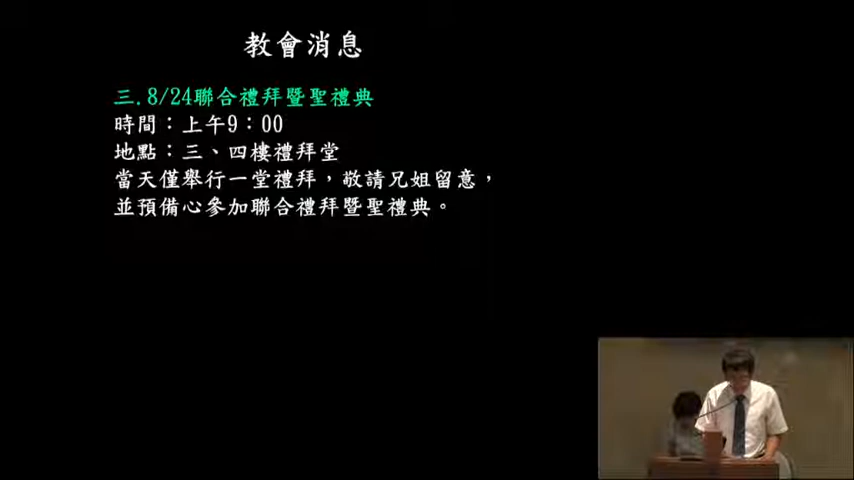 教會消息
三.8/24聯合禮拜暨聖禮典
時間：上午9：00
地點：三、四樓禮拜堂
當天僅舉行一堂禮拜，敬請兄姐留意，
並預備心參加聯合禮拜暨聖禮典。